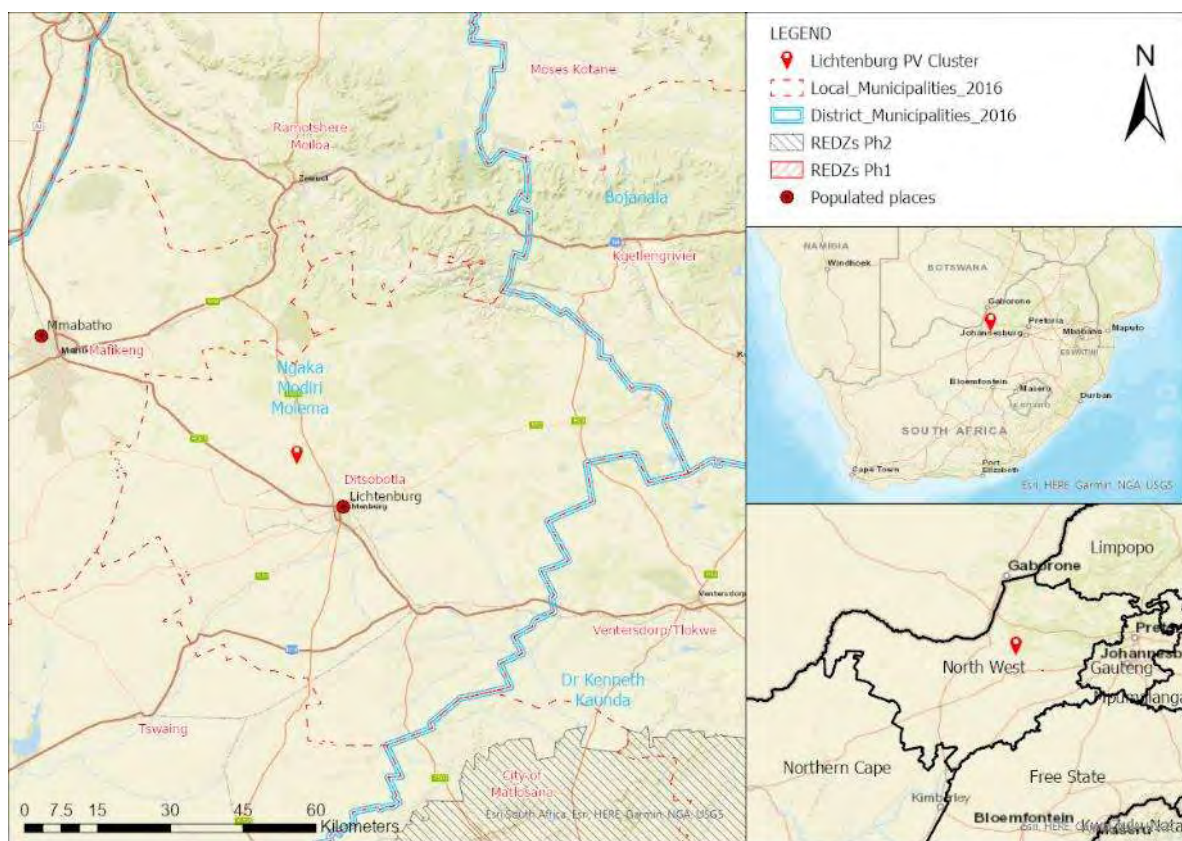 Moses Kotane
Ramotshere
Moiloa
Zeerust
Bojanala
Kgetlengrivier
Mmabatho
Mafikeng
Ngaka
Modiri
Molema
Ditsobotla
Lichtenburg
Ventersdorp
Ventersdorp/Tlokwe
Dr Kenneth
Kaunda
Tswaing
City of
Matlosana
0 7.5 15 30 45 60
Kilometers
Esri South Africa, Esri, HERE, Garmin, NGA, USGS
LEGEND
Lichtenburg PV Cluster
Local_Municipalities_2016
District_Municipalities_2016
REDZs Ph2
REDZs Ph1
Populated places
N
NAMIBIA
Windhoek
BOTSWANA
Gaborone
Pretoria
Johannesburg
Mbabane
Maputo
ESWATINI
Bloemfontein
Maseru
Durban
SOUTH AFRICA
Cape Town
Port
Elizabeth
Esri, HERE, Garmin, NGA, USGS
Limpopo
Gaborone
North West
Gauteng
Northern Cape
Free State
Kimberley
Bloemfontein